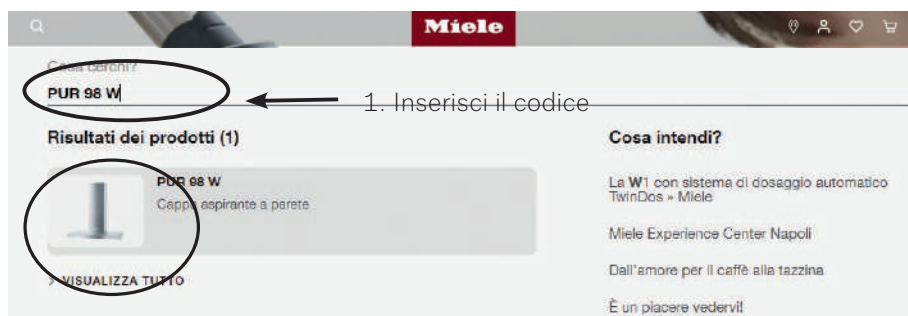 Miele
Cosa cerchi?
PUR 98 W
1. Inserisci il codice
Risultati dei prodotti (1)
PUR 98 W
Cappa aspirante a parete
VISUALIZZA TUTTO
Cosa intendi?
La W1 con sistema di dosaggio automatico
TwinDos » Miele
Miele Experience Center Napoli
Dall'amore per il caffè alla tazzina
È un piacere vedervi!